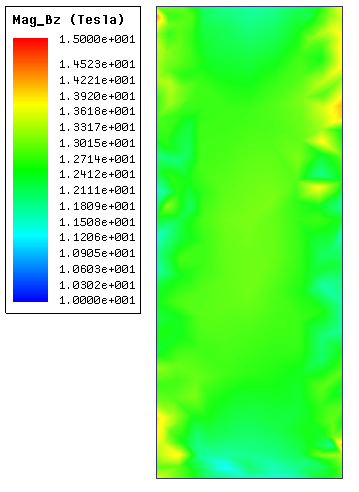 Mag_Bz (Tesla)
1.5000e+001
1.4523e+001
1.4221e+001
1.3920e+001
1.3618e+001
1.3317e+001
1.3015e+001
1.2714e+001
1.2412e+001
1.2111e+001
1.1809e+001
1.1508e+001
1.1206e+001
1.0905e+001
1.0603e+001
1.0302e+001
1.0000e+001